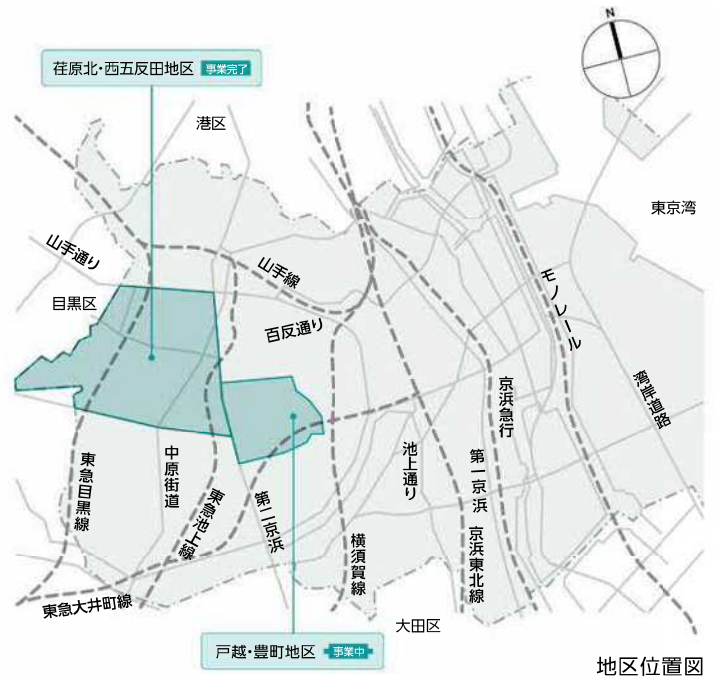 N
荏原北・西五反田地区 事業完了
港区
東京湾
山手通り
山手線
モノレール
目黒区
百反通り
湾岸道路
京浜急行
池上通り
第一京浜
中原街道
東急目黒線
東急池上線
第二京浜
横須賀線
京浜東北線
東急大井町線
大田区
戸越・豊町地区 事業中
地区位置図